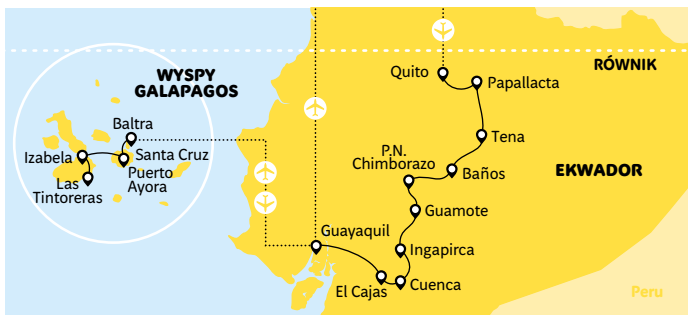 WYSPY
GALAPAGOS
Baltra
Izabela
Santa Cruz
Las
Tintoreras
Puerto
Ayora
Quito
RÓWNIK
Papallacta
Tena
P.N.
Chimborazo
Baños
EKWADOR
Guamote
Guayaquil
Ingapirca
El Cajas
Cuenca
Peru